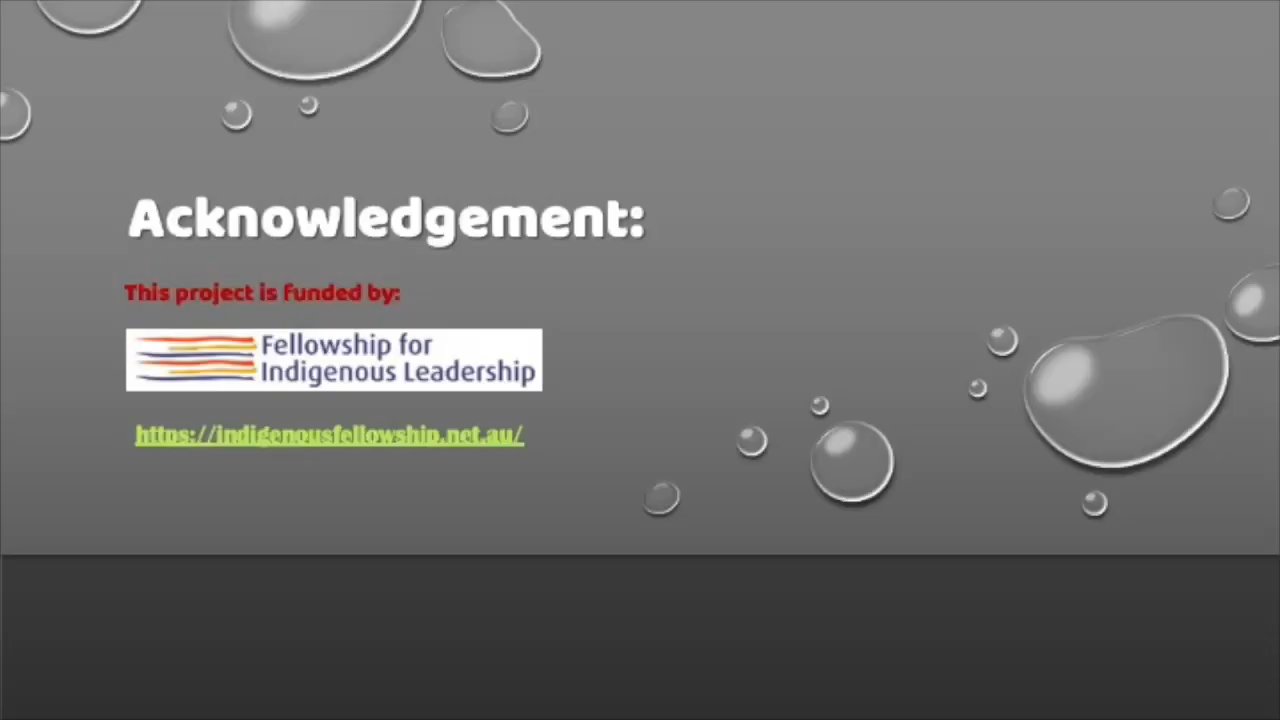 Acknowledgement:
This project is funded by:
Fellowship for
Indigenous Leadership
https://indigenousfellowship.net.au/